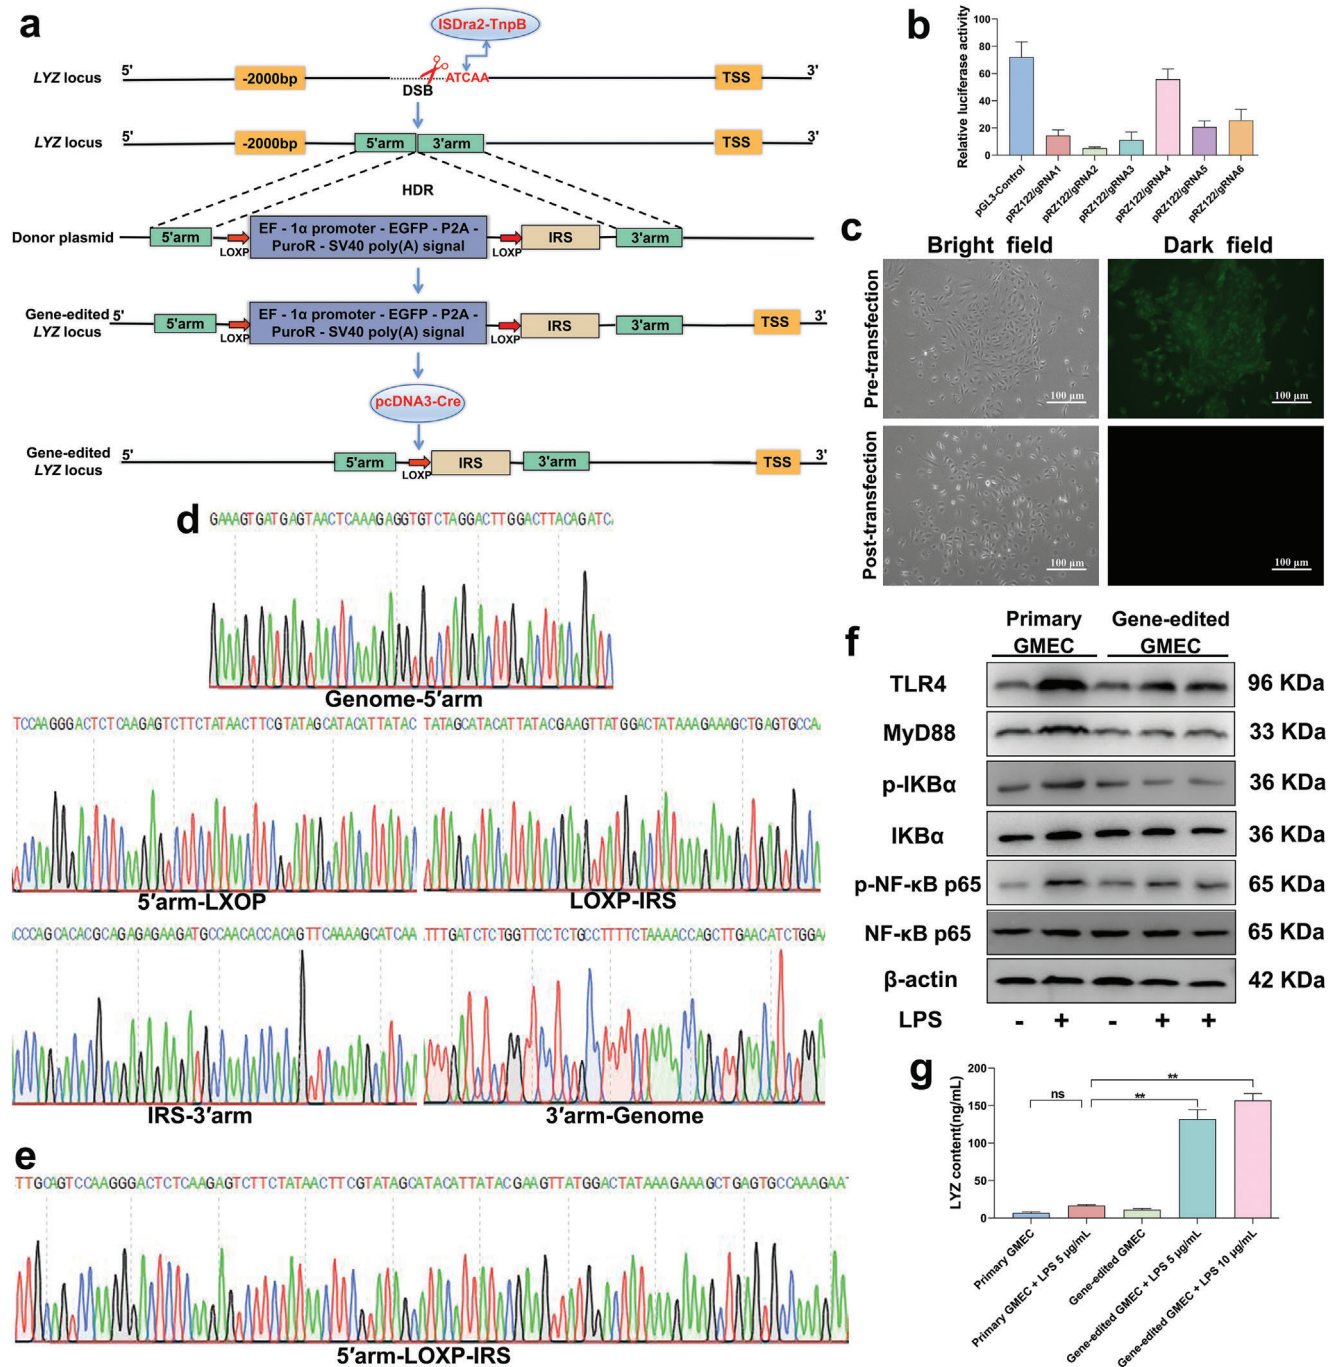 a
ISDra2-TnpB
LYZ locus
5'
-2000bp
ATCAA
DSB
TSS
3'
LYZ locus
5'
-2000bp
5'arm
3'arm
TSS
3'
HDR
Donor plasmid
5'arm
LOXP
EF - 1α promoter - EGFP - P2A -
PuroR - SV40 poly(A) signal
LOXP
IRS
3'arm
Gene-edited
LYZ locus
5'
5'arm
LOXP
EF - 1α promoter - EGFP - P2A -
PuroR - SV40 poly(A) signal
LOXP
IRS
3'arm
TSS
3'
pcDNA3-Cre
Gene-edited
LYZ locus
5'
5'arm
LOXP
IRS
3'arm
TSS
3'
b
Relative luciferase activity
100
80
60
40
20
0
pGL3-Control
pRZ122/gRNA1
pRZ122/gRNA2
pRZ122/gRNA3
pRZ122/gRNA4
pRZ122/gRNA5
pRZ122/gRNA6
c
Bright field
Dark field
Pre-transfection
100 μm
100 μm
Post-transfection
100 μm
100 μm
d
GAAAGTGATGAGTAACTCAAAGAGGTGTCTAGGACTTGGACTTACAGATC
Genome-5'arm
TCCAAGGGACTCTCAAGAGTCTTCTATAACTTCGTATAGCATACATTATAC
TATAGCATACATTATACGAAGTTATGGACTATAAAGAAAGCTGAGTGCCA
5'arm-LXOP
LOXP-IRS
CCCAGCACACGCAGAGAGAAGATGCCAACACCACAGTTCAAAAGCATCAA
TTTGATCTCTGGTTCCTCTGCCTTTTCTAAAACCAGCTTGAACATCTGGA
IRS-3'arm
3'arm-Genome
e
TTGCAGTCCAAGGGACTCTCAAGAGTCTTCTATAACTTCGTATAGCATACATTATACGAAGTTATGGACTATAAAGAAAGCTGAGTGCCAAAGAA
5'arm-LOXP-IRS
f
Primary
GMEC
Gene-edited
GMEC
TLR4
96 KDa
MyD88
33 KDa
p-IKBα
36 KDa
IKBα
36 KDa
p-NF-κB p65
65 KDa
NF-κB p65
65 KDa
β-actin
42 KDa
LPS
- + - + +
g
LYZ content(ng/mL)
200
150
100
50
0
ns
**
**
Primary GMEC
Primary GMEC + LPS 5 μg/mL
Gene-edited GMEC
Gene-edited GMEC + LPS 5 μg/mL
Gene-edited GMEC + LPS 10 μg/mL